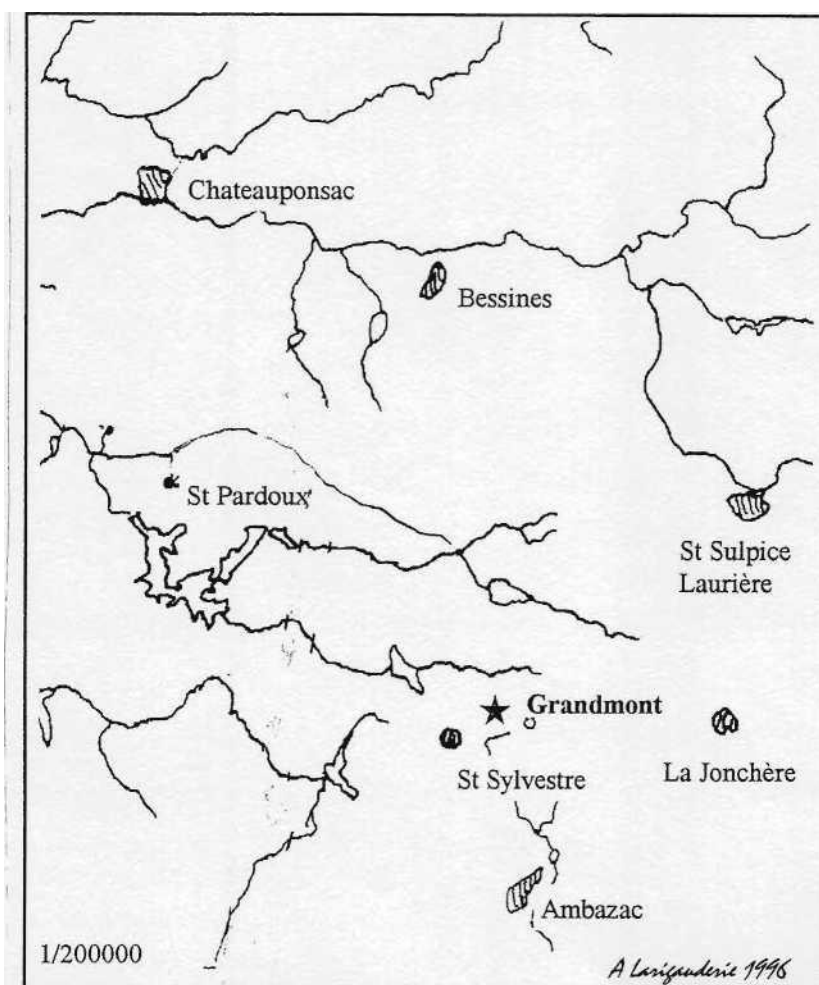 Chateauponsac
Bessines
St Pardoux
St Sulpice
Laurière
Grandmont
St Sylvestre
La Jonchère
Ambazac
1/200000
A Larigauderie 1996